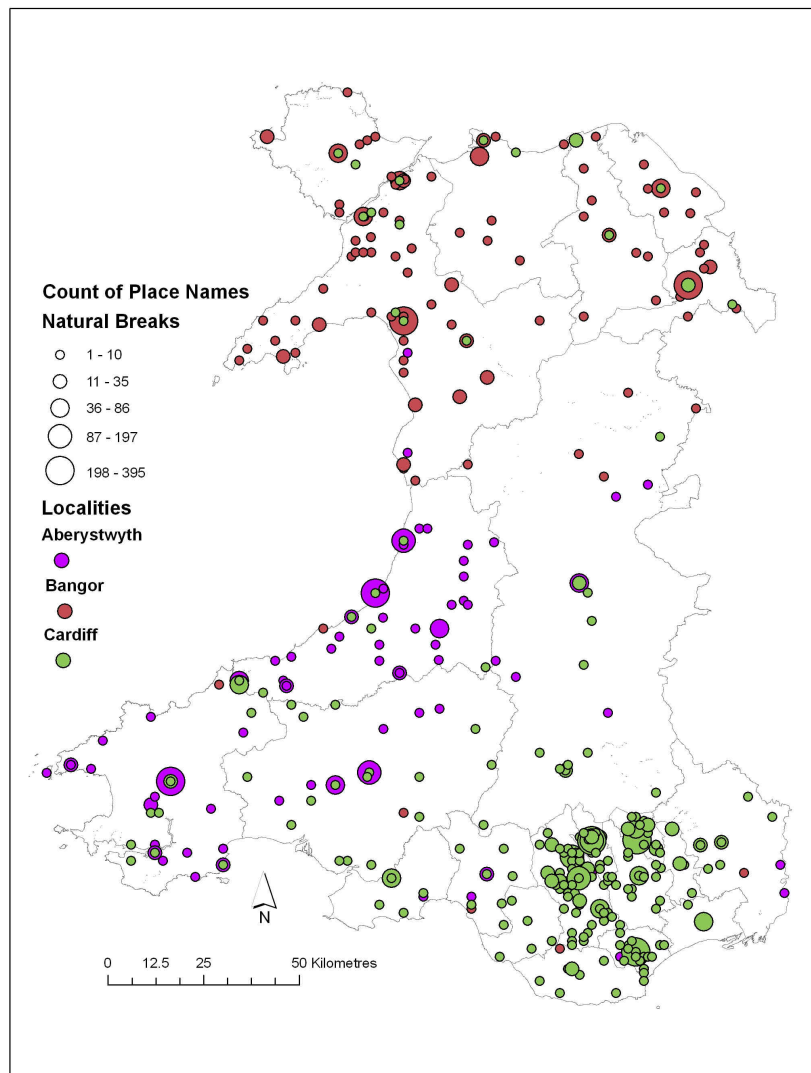 Count of Place Names
Natural Breaks
1 - 10
11 - 35
36 - 86
87 - 197
198 - 395
Localities
Aberystwyth
Bangor
Cardiff
N
0 12.5 25 50 Kilometres